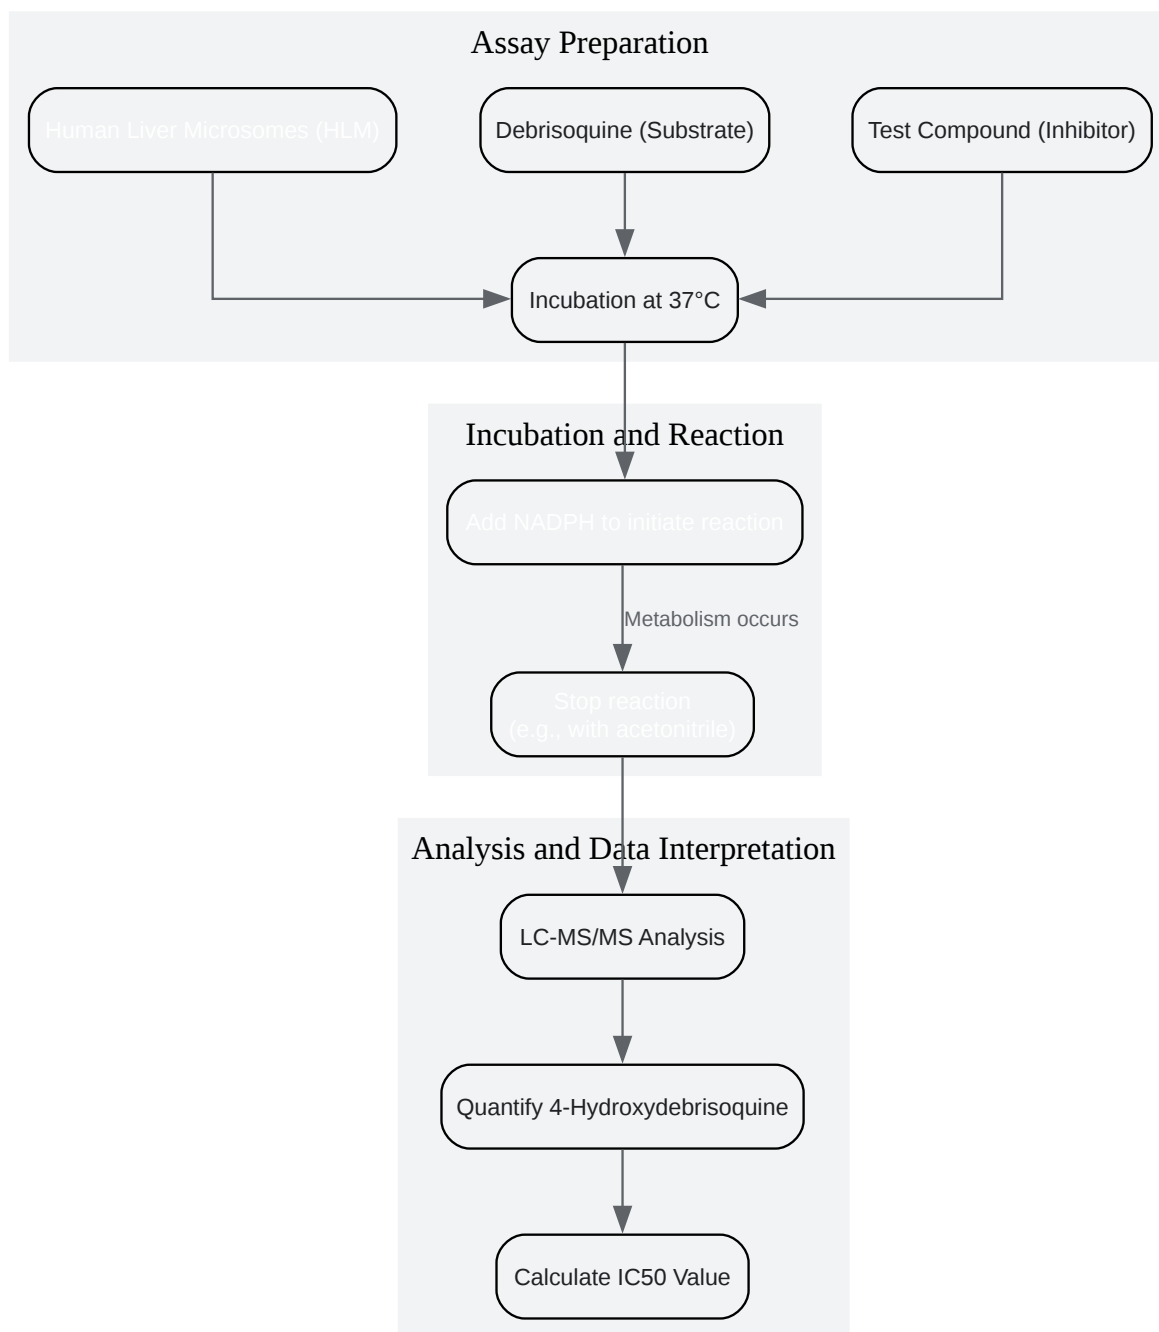 Assay Preparation
Human Liver Microsomes (HLM)
Debrisoquine (Substrate)
Test Compound (Inhibitor)
Incubation at 37°C
Incubation and Reaction
Add NADPH to initiate reaction
Metabolism occurs
Stop reaction
(e.g., with acetonitrile)
Analysis and Data Interpretation
LC-MS/MS Analysis
Quantify 4-Hydroxydebrisoquine
Calculate IC50 Value